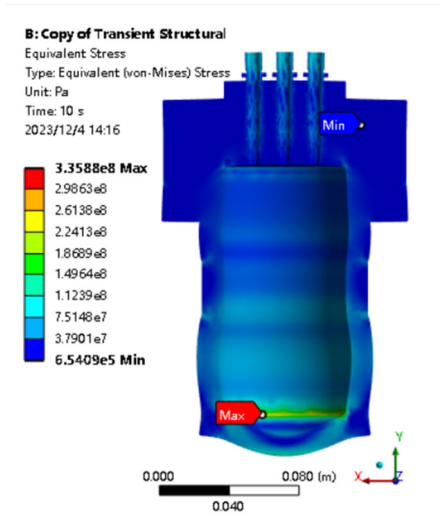 B: Copy of Transient Structural
Equivalent Stress
Type: Equivalent (von-Mises) Stress
Unit: Pa
Time: 10 s
2023/12/4 14:16
Min
3.3588e8 Max
2.9863e8
2.6138e8
2.2413e8
1.8689e8
1.4964e8
1.1239e8
7.5148e7
3.7901e7
6.5409e5 Min
Max
Y
X
Z
0.000
0.080 (m)
0.040